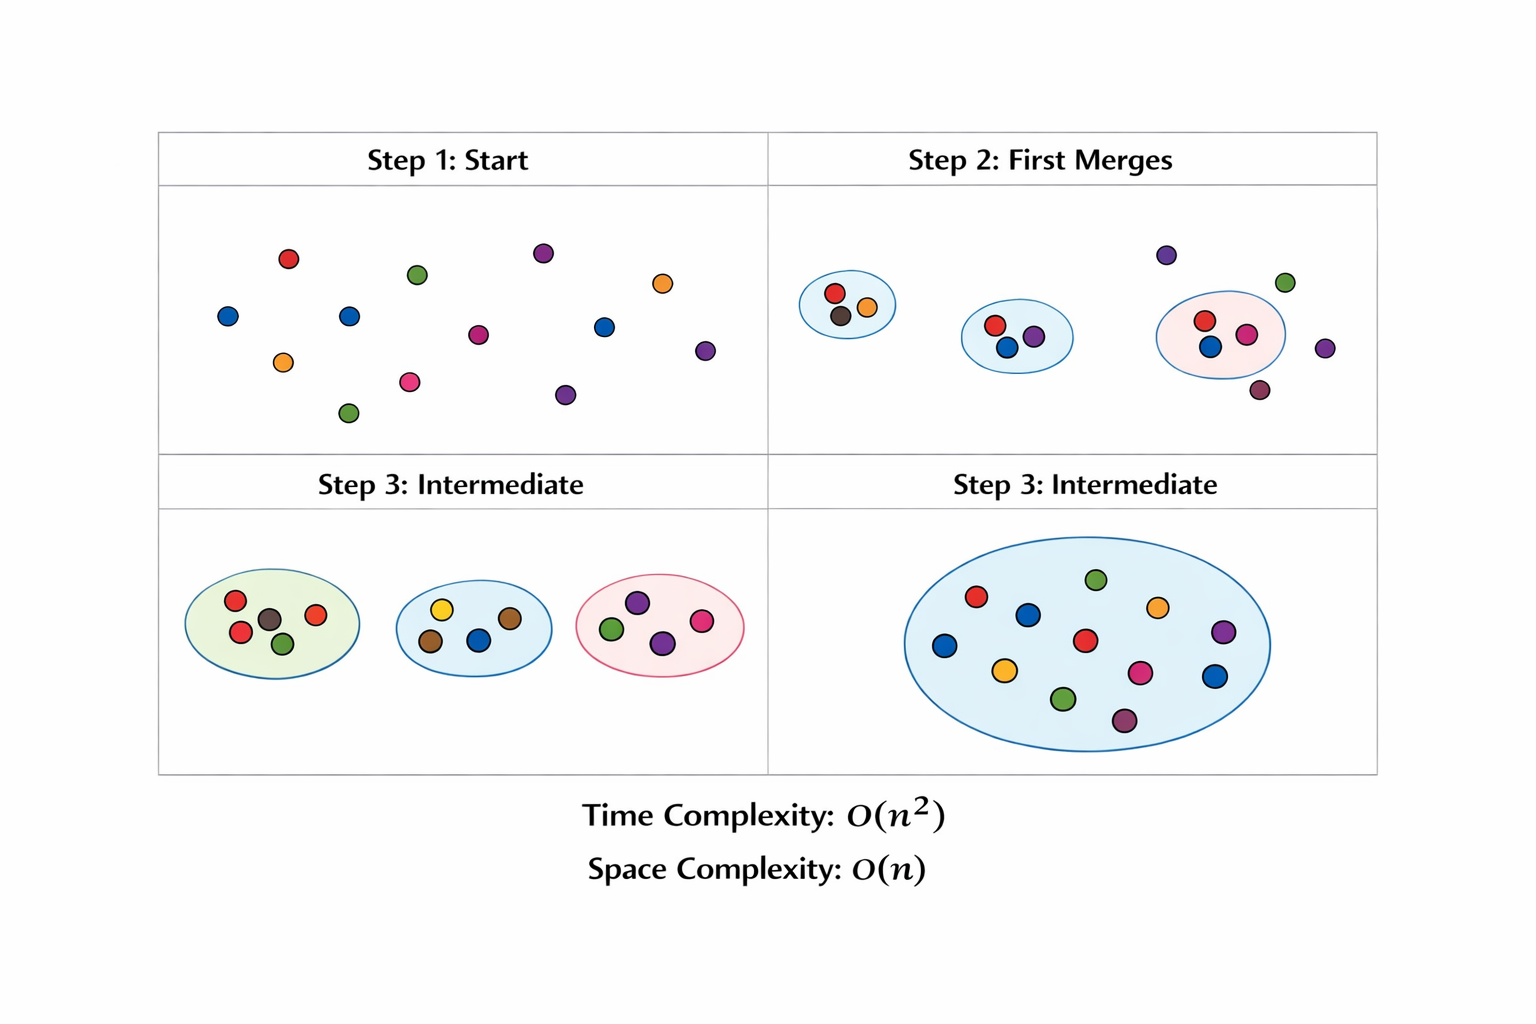 Step 1: Start
Step 2: First Merges
Step 3: Intermediate
Step 3: Intermediate
Time Complexity: O(n²)
Space Complexity: O(n)